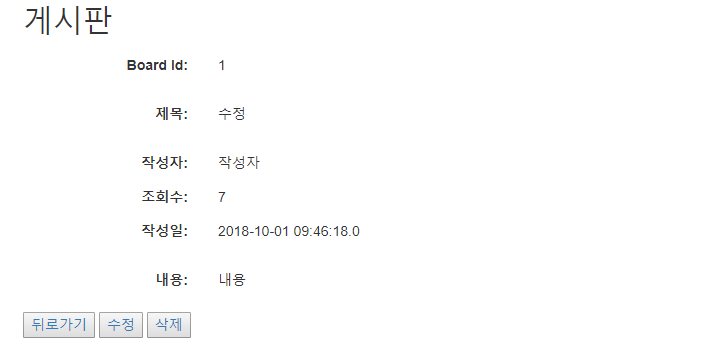 게시판
Board Id: 1
제목: 수정
작성자: 작성자
조회수: 7
작성일: 2018-10-01 09:46:18.0
내용: 내용
뒤로가기 수정 삭제